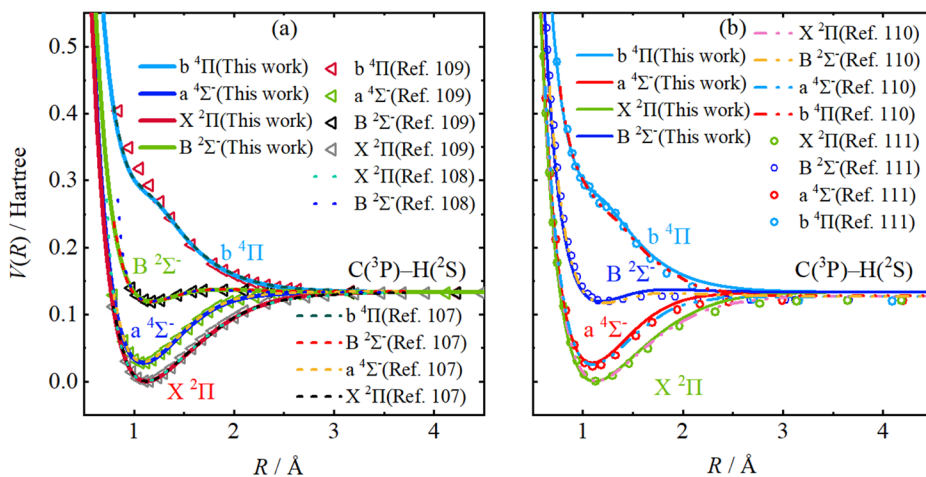 (a)
0.5
0.4
0.3
0.2
0.1
0.0
V(R) / Hartree
b ⁴Π(This work)
a ⁴Σ⁻(This work)
X ²Π(This work)
B ²Σ⁻(This work)
b ⁴Π(Ref. 109)
a ⁴Σ⁻(Ref. 109)
B ²Σ⁻(Ref. 109)
X ²Π(Ref. 109)
X ²Π(Ref. 108)
B ²Σ⁻(Ref. 108)
b ⁴Π
B ²Σ⁻
C(³P)–H(²S)
a ⁴Σ⁻
X ²Π
b ⁴Π(Ref. 107)
B ²Σ⁻(Ref. 107)
a ⁴Σ⁻(Ref. 107)
X ²Π(Ref. 107)
1 2 3 4
R / Å
(b)
b ⁴Π(This work)
a ⁴Σ⁻(This work)
X ²Π(This work)
B ²Σ⁻(This work)
X ²Π(Ref. 110)
B ²Σ⁻(Ref. 110)
a ⁴Σ⁻(Ref. 110)
b ⁴Π(Ref. 110)
X ²Π(Ref. 111)
B ²Σ⁻(Ref. 111)
a ⁴Σ⁻(Ref. 111)
b ⁴Π(Ref. 111)
b ⁴Π
B ²Σ⁻
C(³P)–H(²S)
a ⁴Σ⁻
X ²Π
1 2 3 4
R / Å